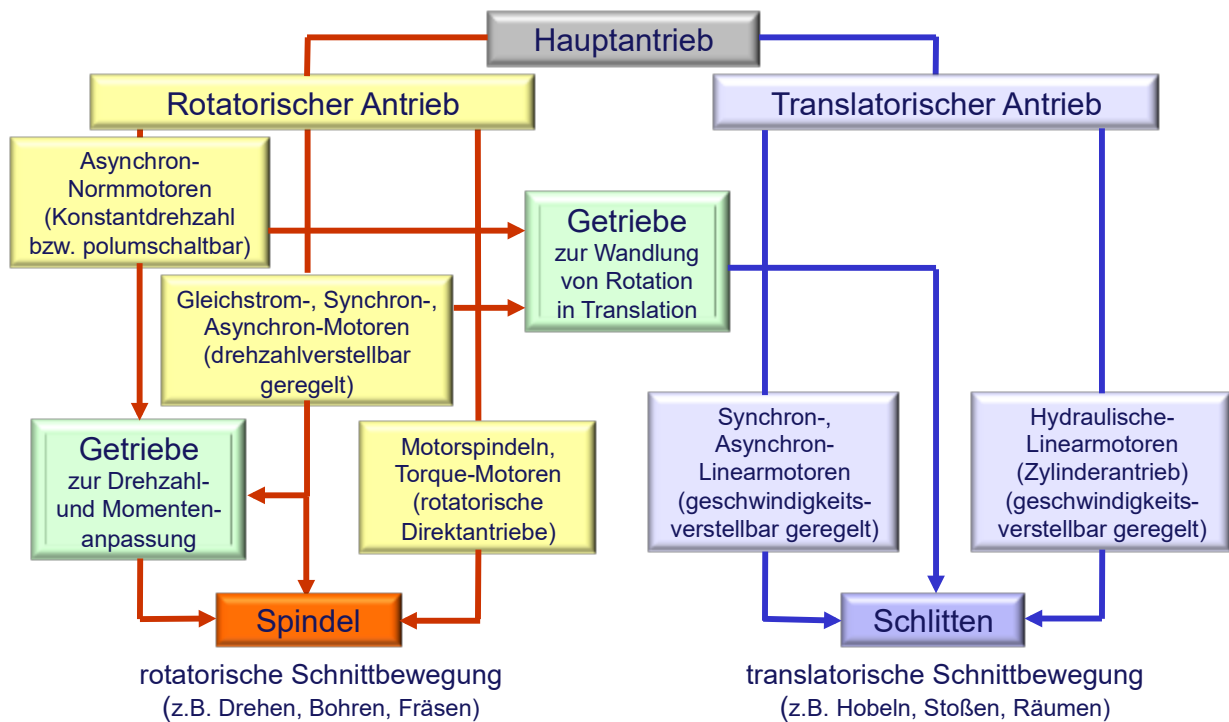 Hauptantrieb
Rotatorischer Antrieb
Translatorischer Antrieb
Asynchron-
Normmotoren
(Konstantdrehzahl
bzw. polumschaltbar)
Getriebe
zur Wandlung
von Rotation
in Translation
Gleichstrom-, Synchron-,
Asynchron-Motoren
(drehzahlverstellbar
geregelt)
Getriebe
zur Drehzahl-
und Momenten-
anpassung
Motorspindeln,
Torque-Motoren
(rotatorische
Direktantriebe)
Synchron-,
Asynchron-
Linearmotoren
(geschwindigkeits-
verstellbar geregelt)
Hydraulische-
Linearmotoren
(Zylinderantrieb)
(geschwindigkeits-
verstellbar geregelt)
Spindel
Schlitten
rotatorische Schnittbewegung
(z.B. Drehen, Bohren, Fräsen)
translatorische Schnittbewegung
(z.B. Hobeln, Stoßen, Räumen)